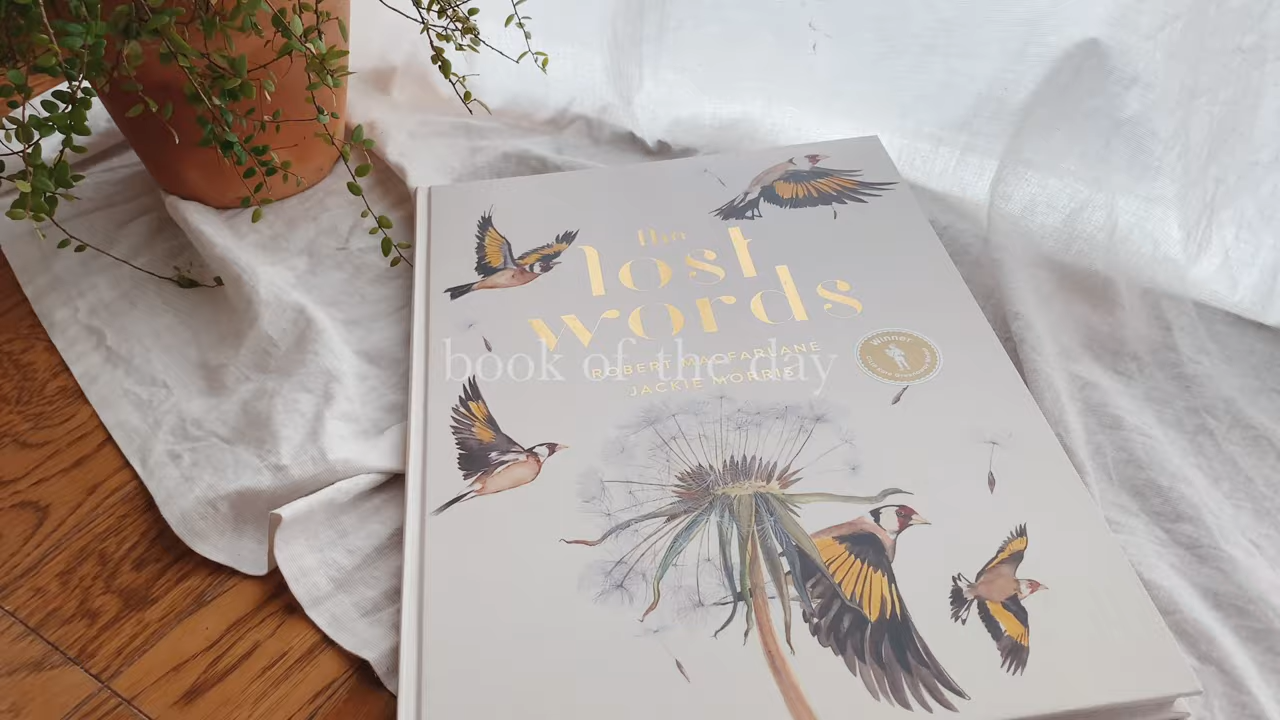 the
lost
words
book of the day
ROBERT MACFARLANE
JACKIE MORRIS
Winner